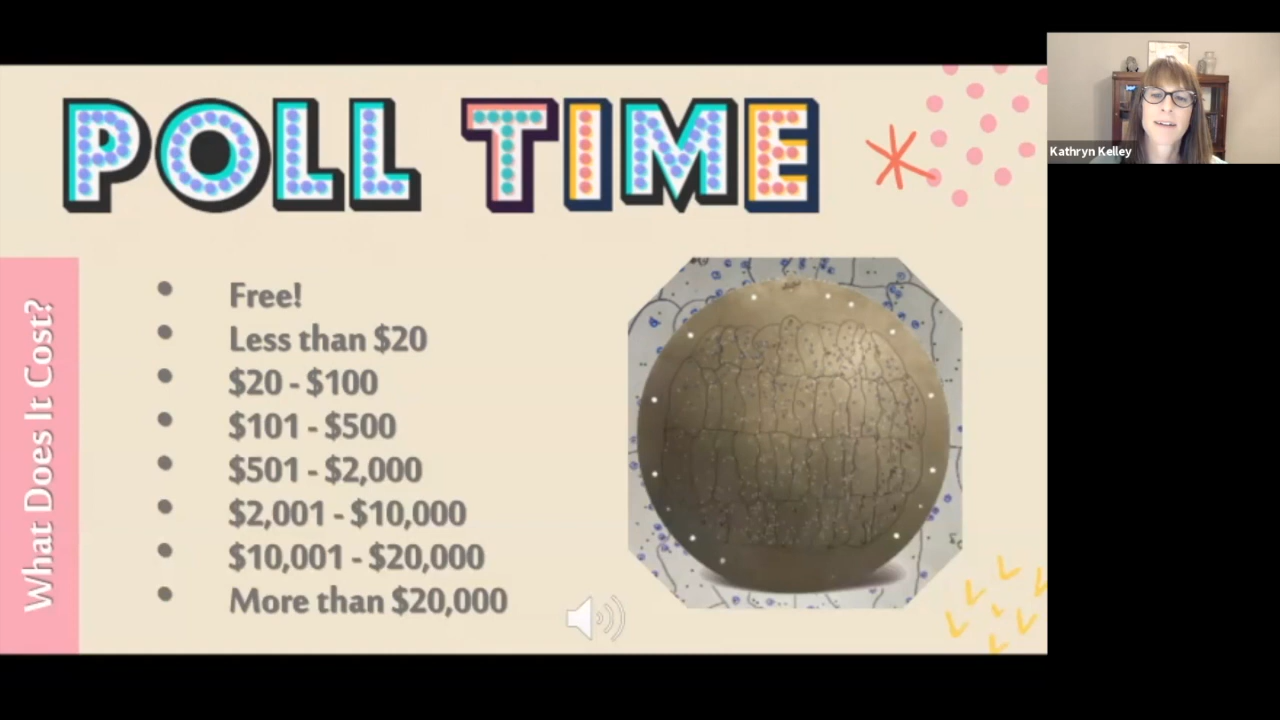 POLL TIME
Kathryn Kelley
What Does It Cost?
Free!
Less than $20
$20 - $100
$101 - $500
$501 - $2,000
$2,001 - $10,000
$10,001 - $20,000
More than $20,000